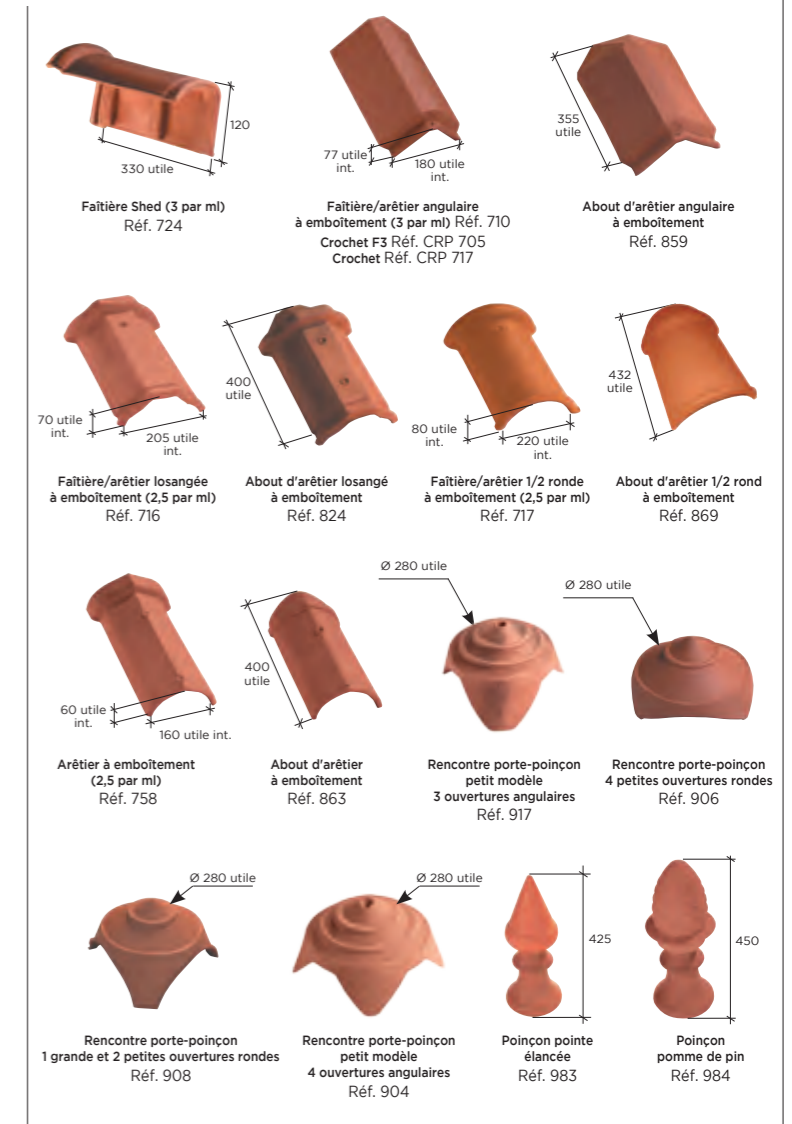 120
330 utile
Faîtière Shed (3 par ml)
Réf. 724
77 utile
int.
180 utile
int.
Faîtière/arêtier angulaire
à emboîtement (3 par ml) Réf. 710
Crochet F3 Réf. CRP 705
Crochet Réf. CRP 717
355
utile
About d'arêtier angulaire
à emboîtement
Réf. 859
70 utile
int.
205 utile
int.
Faîtière/arêtier losangée
à emboîtement (2,5 par ml)
Réf. 716
400
utile
About d'arêtier losangé
à emboîtement
Réf. 824
80 utile
int.
220 utile
int.
Faîtière/arêtier 1/2 ronde
à emboîtement (2,5 par ml)
Réf. 717
432
utile
About d'arêtier 1/2 rond
à emboîtement
Réf. 869
60 utile
int.
160 utile int.
Arêtier à emboîtement
(2,5 par ml)
Réf. 758
400
utile
About d'arêtier
à emboîtement
Réf. 863
Ø 280 utile
Rencontre porte-poinçon
petit modèle
3 ouvertures angulaires
Réf. 917
Ø 280 utile
Rencontre porte-poinçon
4 petites ouvertures rondes
Réf. 906
Ø 280 utile
Rencontre porte-poinçon
1 grande et 2 petites ouvertures rondes
Réf. 908
Ø 280 utile
Rencontre porte-poinçon
petit modèle
4 ouvertures angulaires
Réf. 904
425
Poinçon pointe
élancée
Réf. 983
450
Poinçon
pomme de pin
Réf. 984